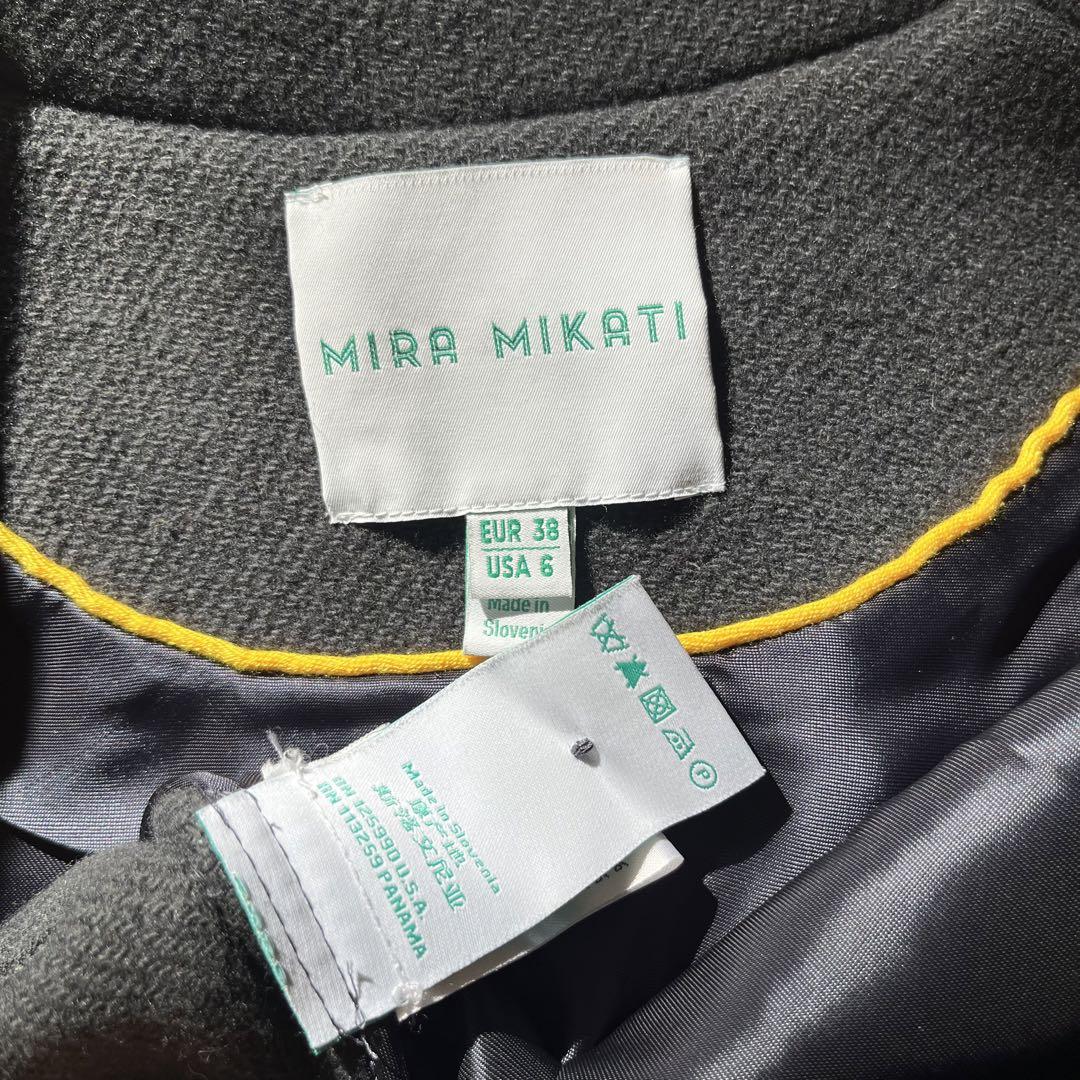 MIRA MIKATI
EUR 38
USA 6
Made in
P
Made in Slovenia
斯洛文尼亚
RN 125990 U.S.A.
RN 113259 PANAMA